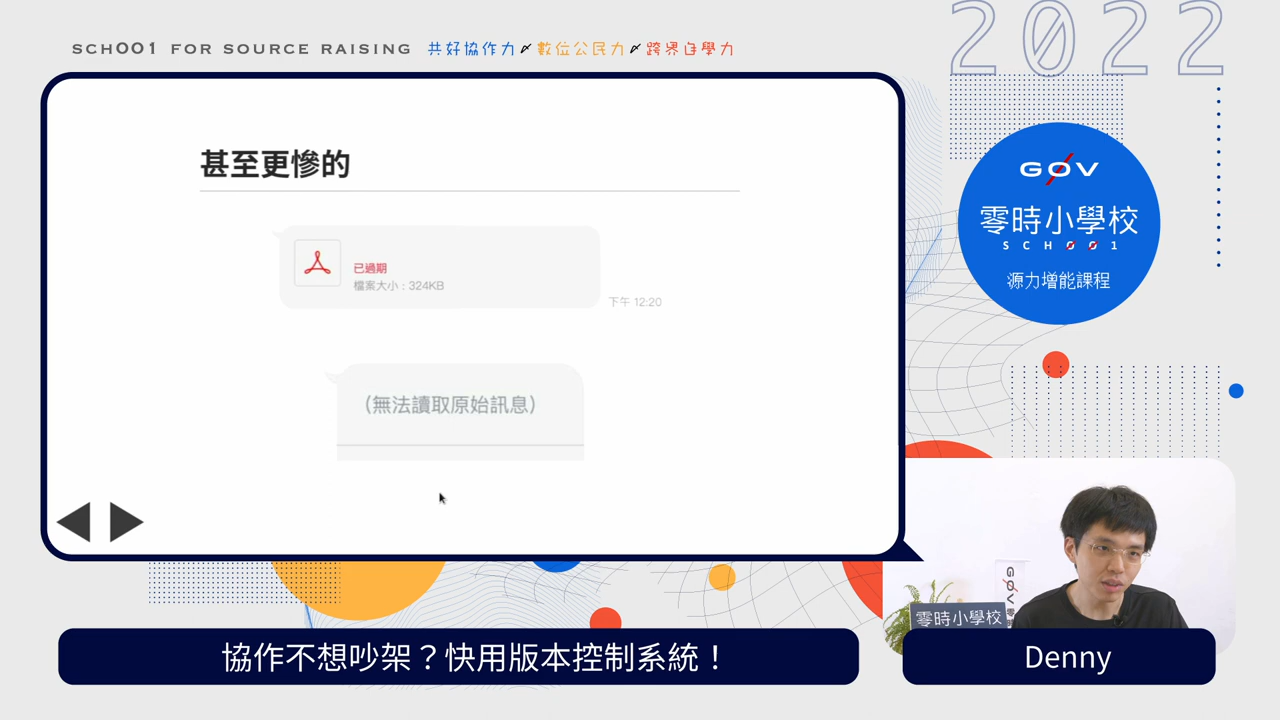 SCHOO1 FOR SOURCE RAISING 共好協作力 數位公民力 跨界自學力
2022
甚至更慘的
已過期
檔案大小：324KB
下午 12:20
（無法讀取原始訊息）
GOV
零時小學校
SCHOO1
源力增能課程
GOV
零時小學校
協作不想吵架？快用版本控制系統！
Denny